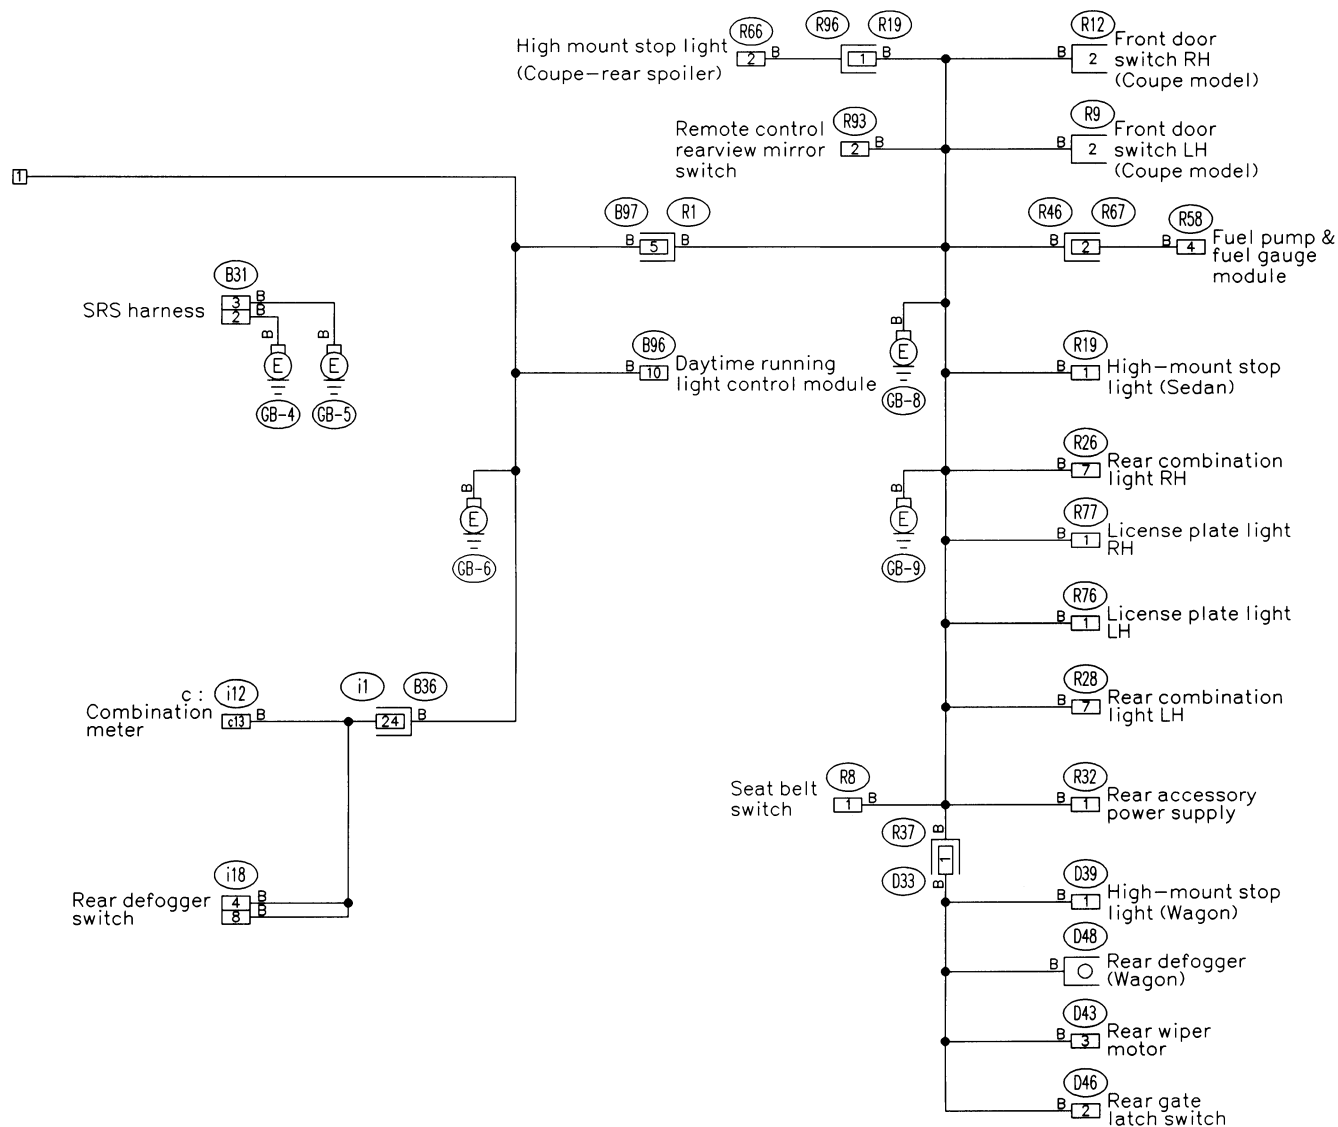 R66
R96
R19
R12
High mount stop light
(Coupe-rear spoiler)
2
B
1
B
B
2
Front door
switch RH
(Coupe model)
R93
R9
Remote control
rearview mirror
switch
2
B
B
2
Front door
switch LH
(Coupe model)
1
B97
R1
R46
R67
R58
B
5
B
B
2
B
4
Fuel pump &
fuel gauge
module
B31
SRS harness
3
B
2
B
B
B
E
E
GB-4
GB-5
B
E
GB-8
B96
B
10
Daytime running
light control module
R19
B
1
High-mount stop
light (Sedan)
R26
B
7
Rear combination
light RH
B
E
GB-6
B
E
GB-9
R77
B
1
License plate light
RH
R76
B
1
License plate light
LH
c :
i12
i1
B36
Combination
meter
c13
B
24
B
R28
B
7
Rear combination
light LH
R8
Seat belt
switch
1
B
R32
B
1
Rear accessory
power supply
R37
B
1
D33
B
i18
Rear defogger
switch
4
B
8
B
D39
B
1
High-mount stop
light (Wagon)
D48
B
Rear defogger
(Wagon)
D43
B
3
Rear wiper
motor
D46
B
2
Rear gate
latch switch